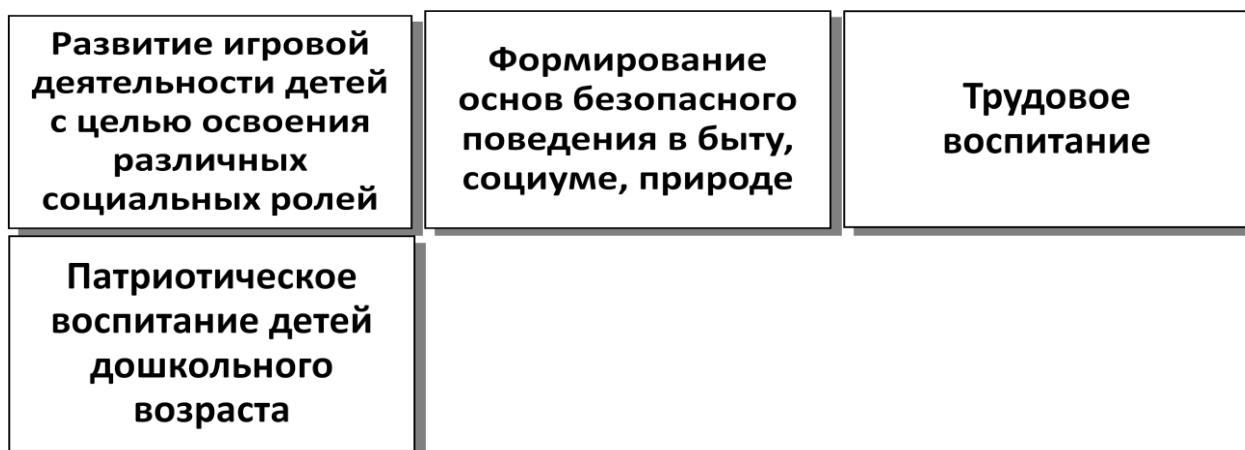 Развитие игровой
деятельности детей
с целью освоения
различных
социальных ролей
Формирование
основ безопасного
поведения в быту,
социуме, природе
Трудовое
воспитание
Патриотическое
воспитание детей
дошкольного
возраста